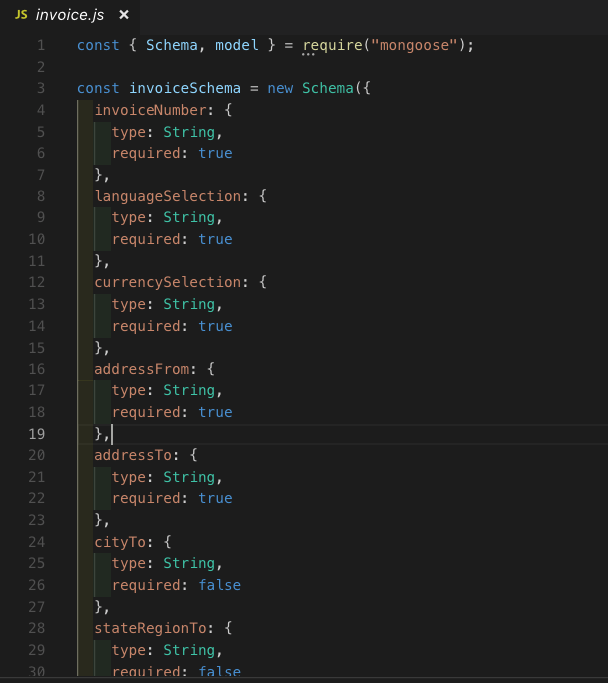 JS invoice.js ×
1 const { Schema, model } = require("mongoose");
2
3 const invoiceSchema = new Schema({
4 invoiceNumber: {
5 type: String,
6 required: true
7 },
8 languageSelection: {
9 type: String,
10 required: true
11 },
12 currencySelection: {
13 type: String,
14 required: true
15 },
16 addressFrom: {
17 type: String,
18 required: true
19 },
20 addressTo: {
21 type: String,
22 required: true
23 },
24 cityTo: {
25 type: String,
26 required: false
27 },
28 stateRegionTo: {
29 type: String,
30 required: false